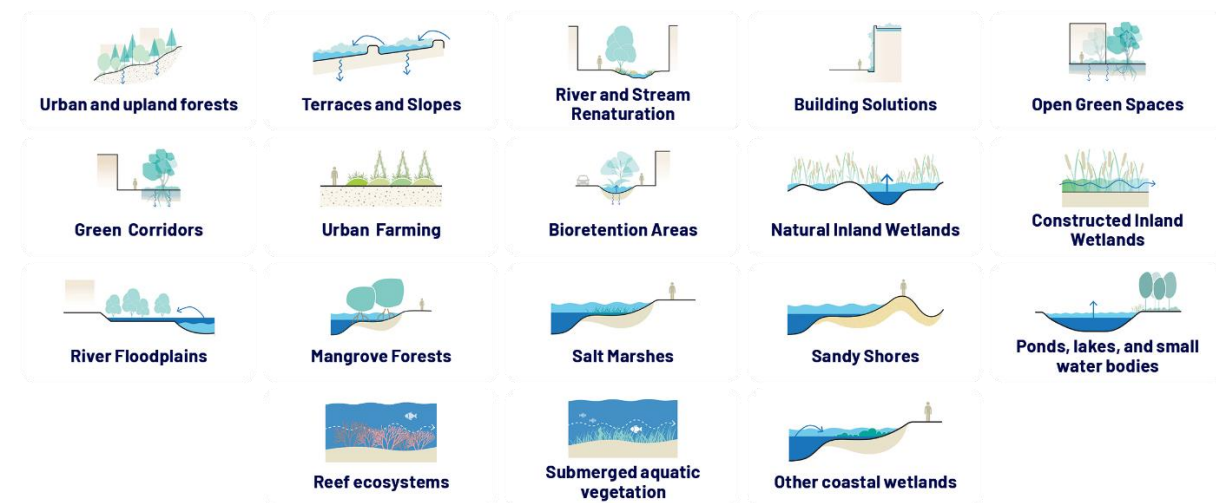 Urban and upland forests
Terraces and Slopes
River and Stream
Renaturation
Building Solutions
Open Green Spaces
Green Corridors
Urban Farming
Bioretention Areas
Natural Inland Wetlands
Constructed Inland
Wetlands
River Floodplains
Mangrove Forests
Salt Marshes
Sandy Shores
Ponds, lakes, and small
water bodies
Reef ecosystems
Submerged aquatic
vegetation
Other coastal wetlands